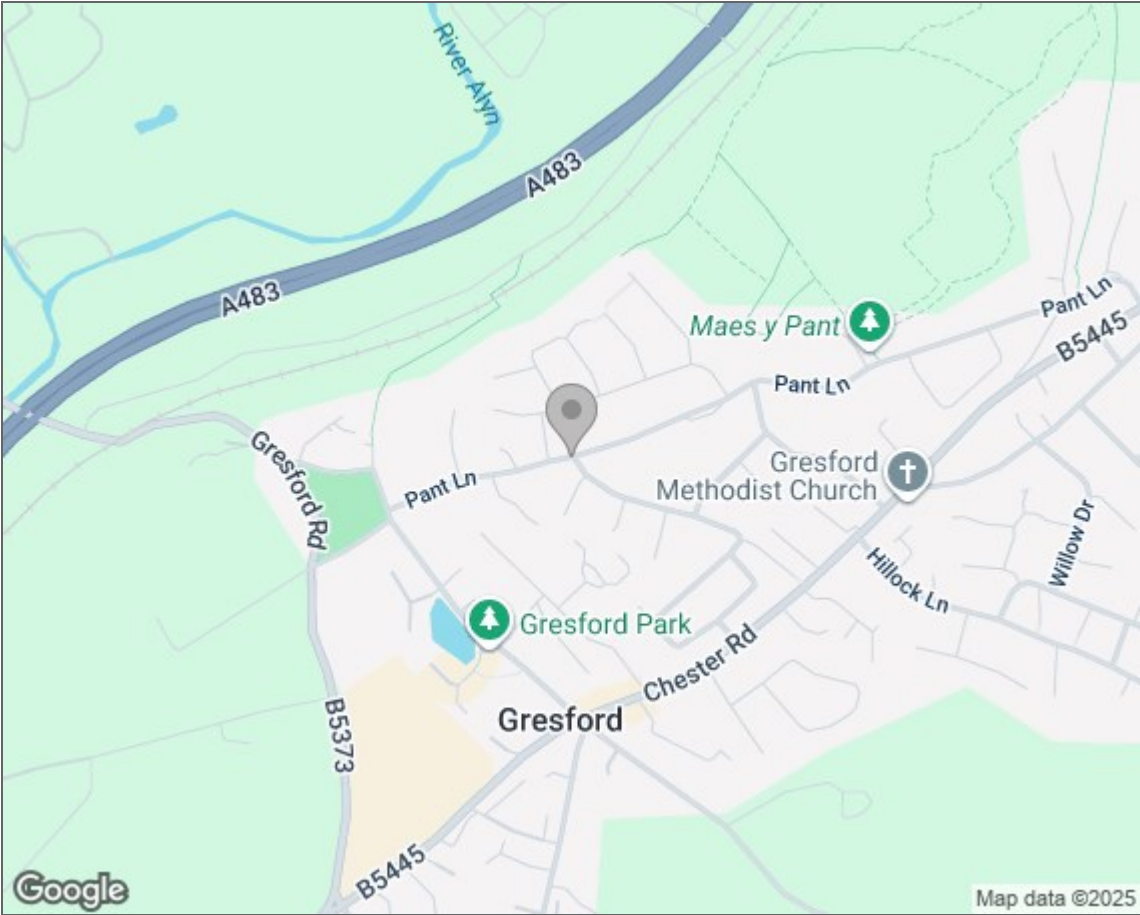 River Alyn
A483
A483
Pant Ln
Maes y Pant
B5445
Pant Ln
Gresford Rd
Gresford
Methodist Church
Pant Ln
Willow Dr
Hillock Ln
Gresford Park
Chester Rd
B5373
Gresford
B5445
Google
Map data ©2025